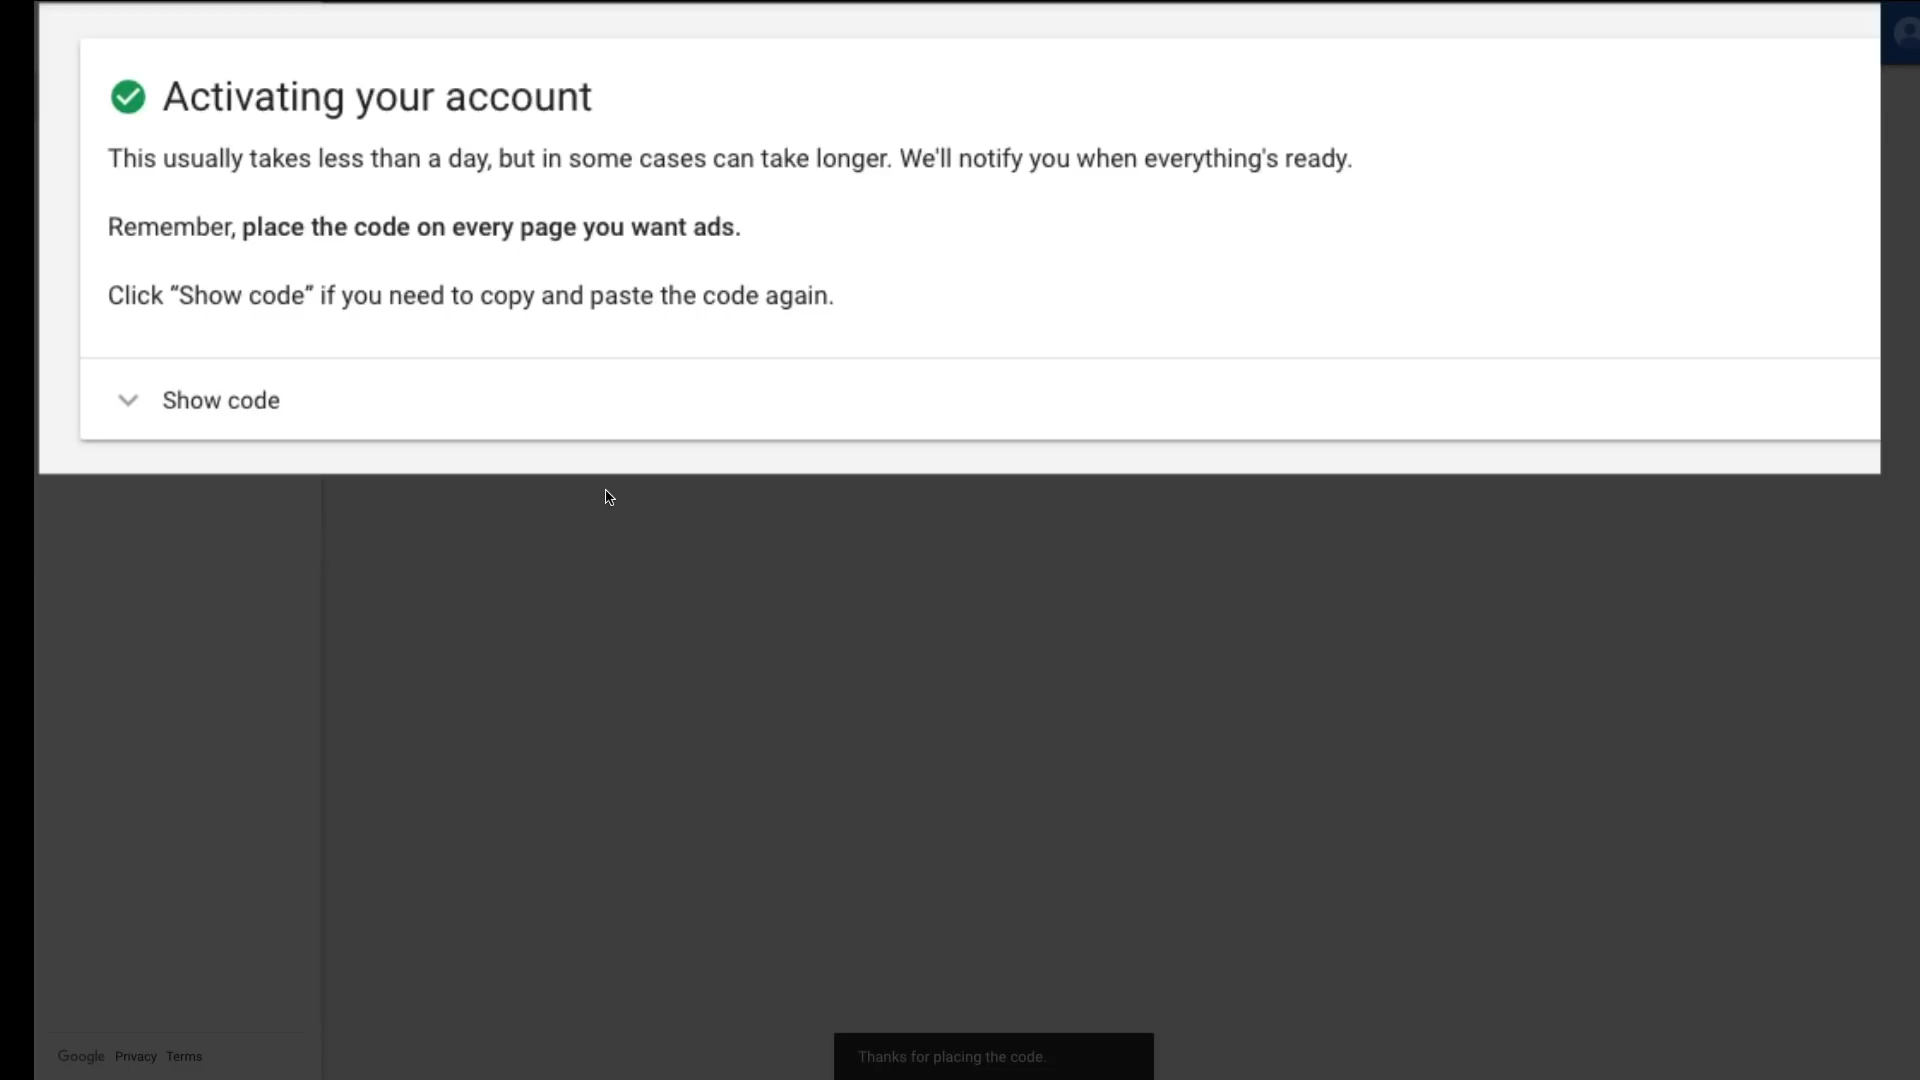 Activating your account
This usually takes less than a day, but in some cases can take longer. We'll notify you when everything's ready.
Remember, place the code on every page you want ads.
Click “Show code” if you need to copy and paste the code again.
Show code
Google Privacy Terms
Thanks for placing the code.